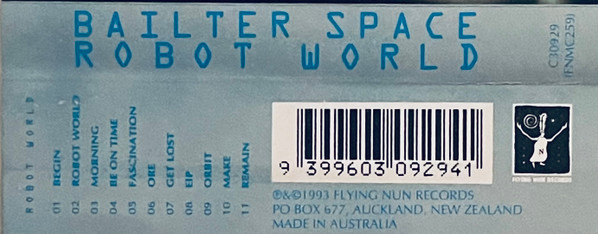 BAILTER SPACE
ROBOT WORLD
C30929
(FNMC259)
ROBOT WORLD
01 BEGIN
02 ROBOT WORLD
03 MORNING
04 BE ON TIME
05 FASCINATION
06 ORE
07 GET LOST
08 EIP
09 ORBIT
10 MAKE
11 REMAIN
9 399603 092941
N
FLYING NUN RECORDS
℗&©1993 FLYING NUN RECORDS
PO BOX 677, AUCKLAND, NEW ZEALAND
MADE IN AUSTRALIA